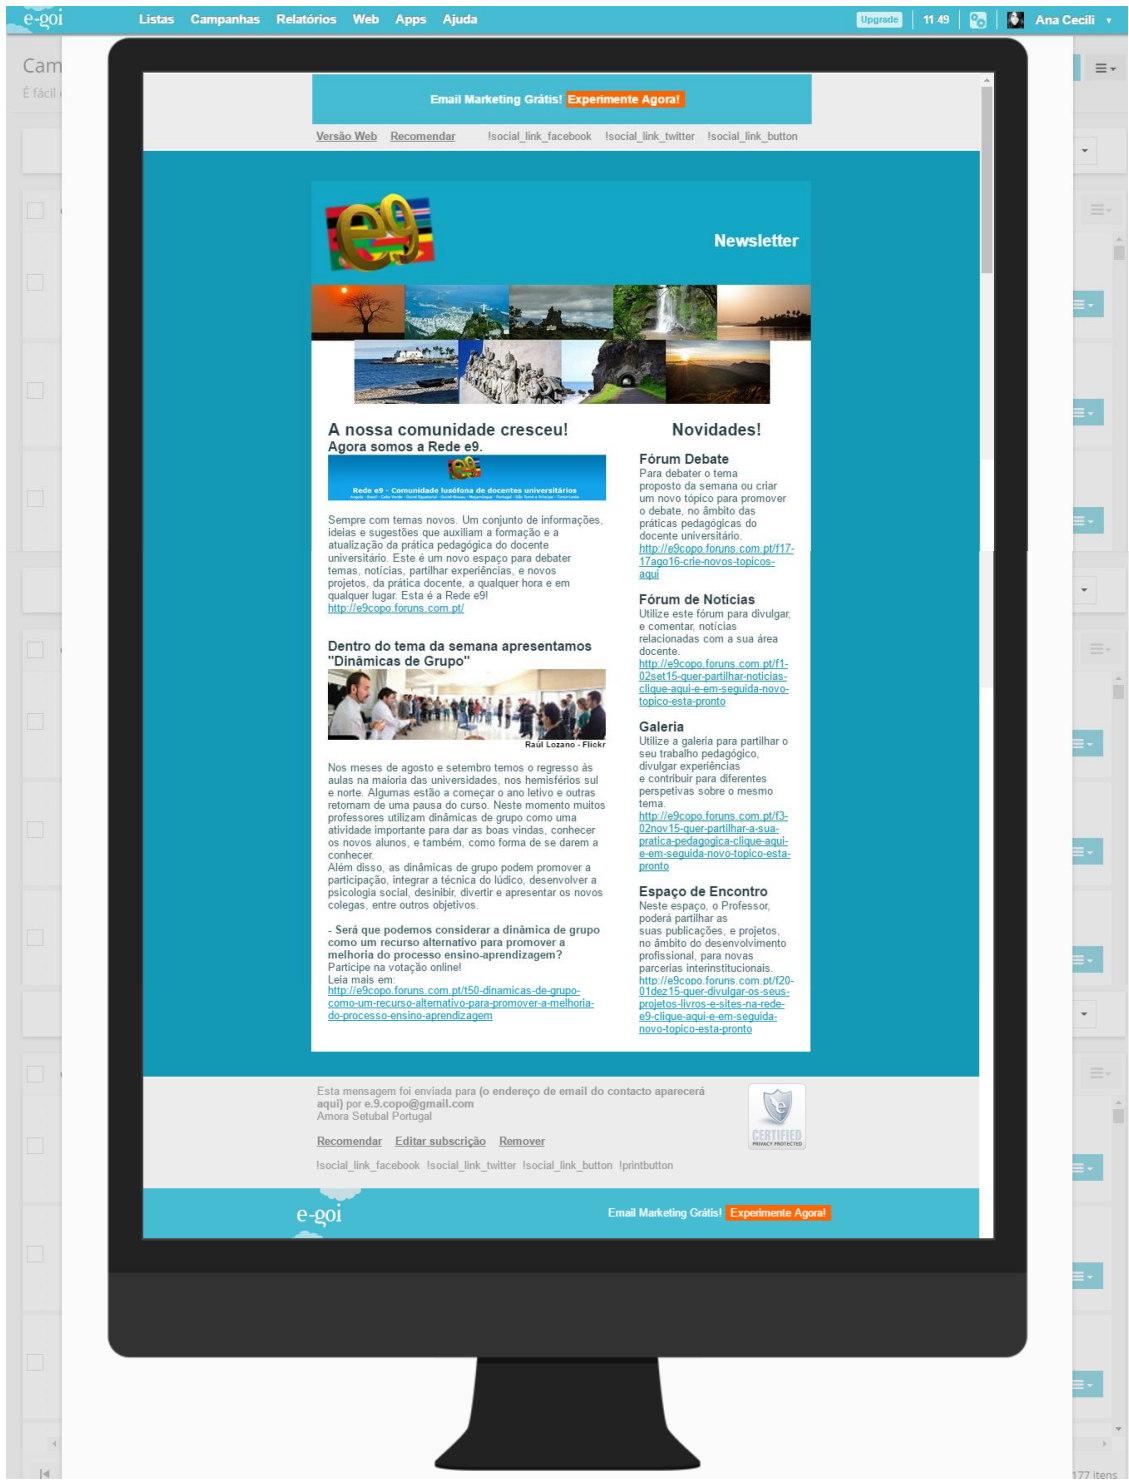 e-goi
Listas Campanhas Relatórios Web Apps Ajuda
Upgrade 11 49 Ana Cecíli
Cam
É fácil
Email Marketing Grátis! Experimente Agora!
Versão Web Recomendar !social_link_facebook !social_link_twitter !social_link_button
e9
Newsletter
A nossa comunidade cresceu!
Agora somos a Rede e9.
e9
Rede e9 - Comunidade lusófona de docentes universitários
Angola - Brasil - Cabo Verde - Guiné Equatorial - Guiné-Bissau - Moçambique - Portugal - São Tomé e Príncipe - Timor-Leste
Sempre com temas novos. Um conjunto de informações,
ideias e sugestões que auxiliam a formação e a
atualização da prática pedagógica do docente
universitário. Este é um novo espaço para debater
temas, notícias, partilhar experiências, e novos
projetos, da prática docente, a qualquer hora e em
qualquer lugar. Esta é a Rede e9!
http://e9copo.foruns.com.pt/
Dentro do tema da semana apresentamos
"Dinâmicas de Grupo"
Raúl Lozano - Flickr
Nos meses de agosto e setembro temos o regresso às
aulas na maioria das universidades, nos hemisférios sul
e norte. Algumas estão a começar o ano letivo e outras
retomam de uma pausa do curso. Neste momento muitos
professores utilizam dinâmicas de grupo como uma
atividade importante para dar as boas vindas, conhecer
os novos alunos, e também, como forma de se darem a
conhecer.
Além disso, as dinâmicas de grupo podem promover a
participação, integrar a técnica do lúdico, desenvolver a
psicologia social, desinibir, divertir e apresentar os novos
colegas, entre outros objetivos.
- Será que podemos considerar a dinâmica de grupo
como um recurso alternativo para promover a
melhoria do processo ensino-aprendizagem?
Participe na votação online!
Leia mais em:
http://e9copo.foruns.com.pt/t50-dinamicas-de-grupo-
como-um-recurso-alternativo-para-promover-a-melhoria-
do-processo-ensino-aprendizagem
Novidades!
Fórum Debate
Para debater o tema
proposto da semana ou criar
um novo tópico para promover
o debate, no âmbito das
práticas pedagógicas do
docente universitário.
http://e9copo.foruns.com.pt/f17-
17ago16-crie-novos-topicos-
aqui
Fórum de Notícias
Utilize este fórum para divulgar,
e comentar, notícias
relacionadas com a sua área
docente.
http://e9copo.foruns.com.pt/f1-
02set15-quer-partilhar-noticias-
clique-aqui-e-em-seguida-novo-
topico-esta-pronto
Galeria
Utilize a galeria para partilhar o
seu trabalho pedagógico,
divulgar experiências
e contribuir para diferentes
perspetivas sobre o mesmo
tema.
http://e9copo.foruns.com.pt/f3-
02nov15-quer-partilhar-a-sua-
pratica-pedagogica-clique-aqui-
e-em-seguida-novo-topico-esta-
pronto
Espaço de Encontro
Neste espaço, o Professor,
poderá partilhar as
suas publicações, e projetos,
no âmbito do desenvolvimento
profissional, para novas
parcerias interinstitucionais.
http://e9copo.foruns.com.pt/f20-
01dez15-quer-divulgar-os-seus-
projetos-livros-e-sites-na-rede-
e9-clique-aqui-e-em-seguida-
novo-topico-esta-pronto
Esta mensagem foi enviada para (o endereço de email do contacto aparecerá
aqui) por e.9.copo@gmail.com
Amora Setubal Portugal
e
CERTIFIED
PRIVACY PROTECTED
Recomendar Editar subscrição Remover
!social_link_facebook !social_link_twitter !social_link_button !printbutton
e-goi
Email Marketing Grátis! Experimente Agora!
177 itens